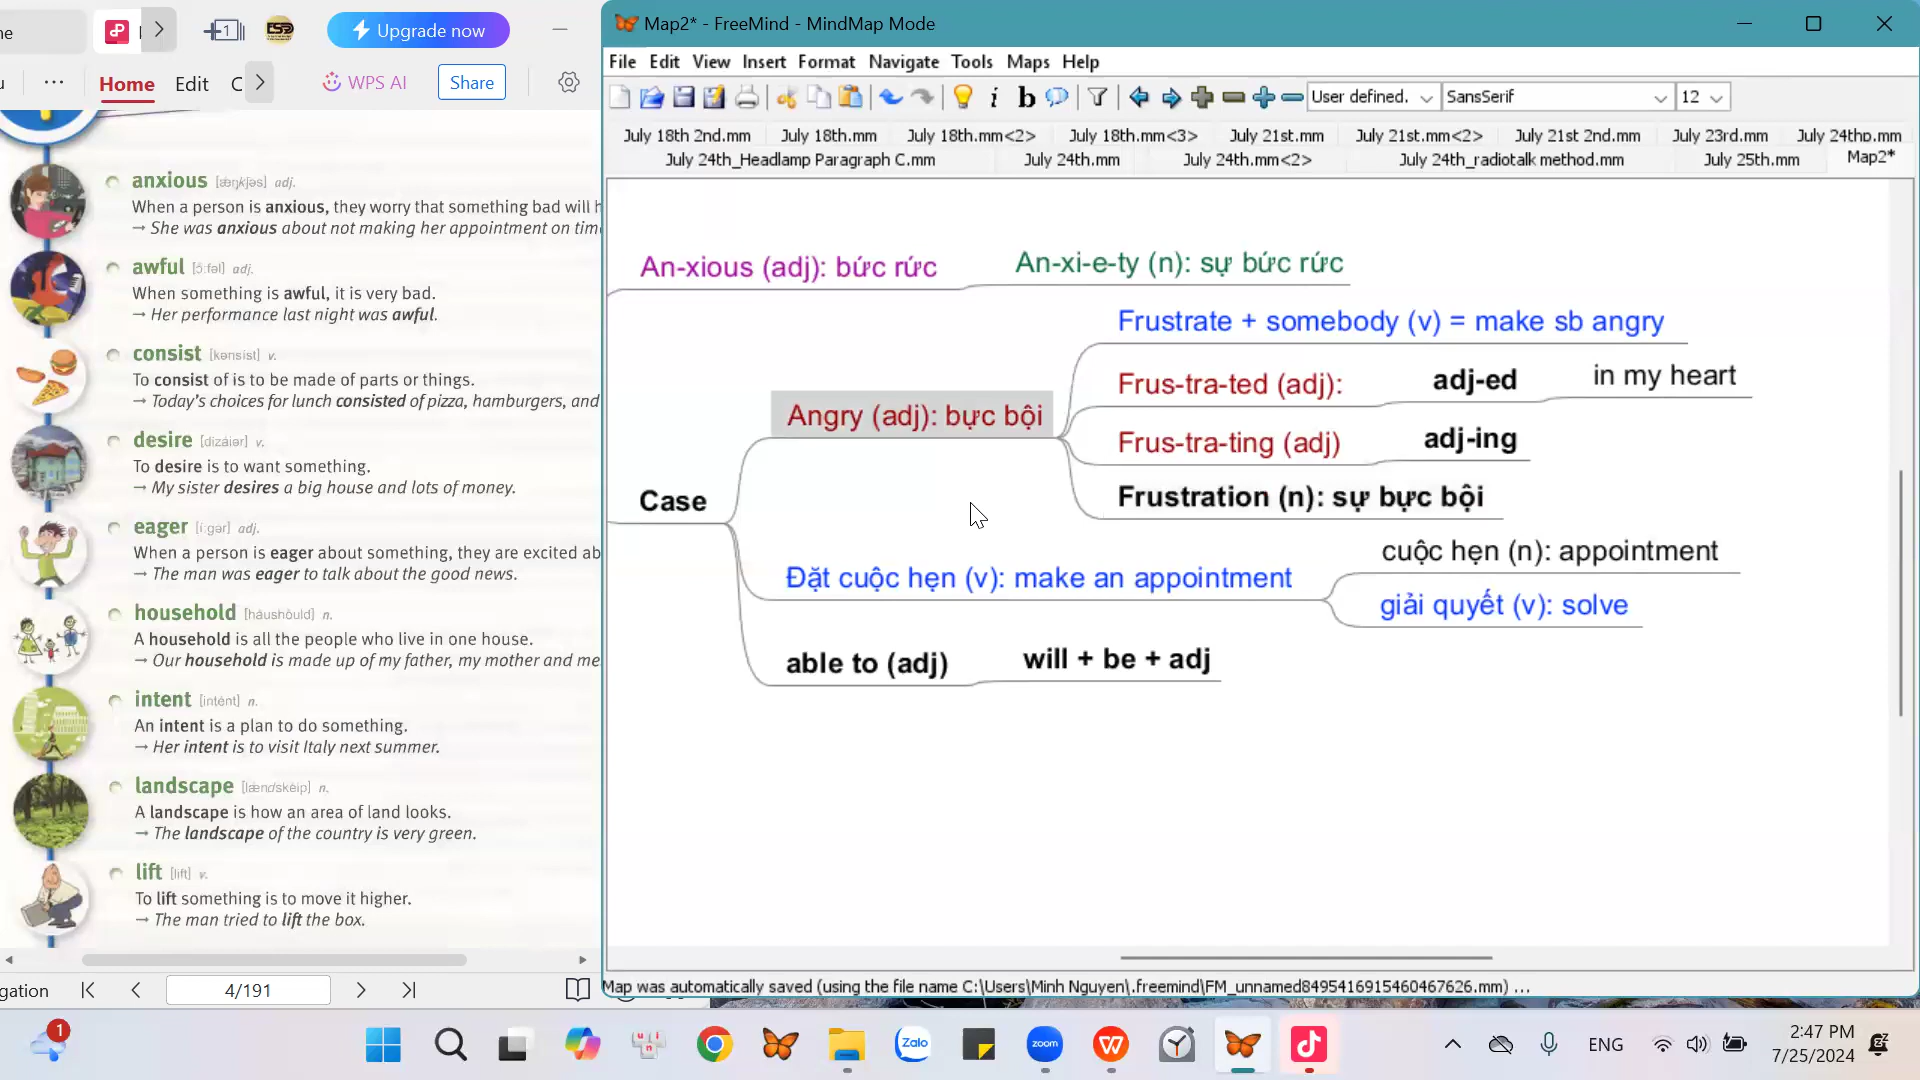 ne
1
ESP
Upgrade now
Home
Edit
C
WPS AI
Share
anxious [æŋkʃəs] adj.
When a person is anxious, they worry that something bad will h
→ She was anxious about not making her appointment on tim
awful [ɔ́ːfəl] adj.
When something is awful, it is very bad.
→ Her performance last night was awful.
consist [kənsíst] v.
To consist of is to be made of parts or things.
→ Today's choices for lunch consisted of pizza, hamburgers, and
desire [dizáiər] v.
To desire is to want something.
→ My sister desires a big house and lots of money.
eager [íːgər] adj.
When a person is eager about something, they are excited ab
→ The man was eager to talk about the good news.
household [háushòuld] n.
A household is all the people who live in one house.
→ Our household is made up of my father, my mother and me
intent [intént] n.
An intent is a plan to do something.
→ Her intent is to visit Italy next summer.
landscape [lǽndskèip] n.
A landscape is how an area of land looks.
→ The landscape of the country is very green.
lift [lift] v.
To lift something is to move it higher.
→ The man tried to lift the box.
gation
4/191
Map2* - FreeMind - MindMap Mode
File Edit View Insert Format Navigate Tools Maps Help
User defined. SansSerif 12
July 18th 2nd.mm July 18th.mm July 18th.mm<2> July 18th.mm<3> July 21st.mm July 21st.mm<2> July 21st 2nd.mm July 23rd.mm July 24thp.mm
July 24th_Headlamp Paragraph C.mm July 24th.mm July 24th.mm<2> July 24th_radiotalk method.mm July 25th.mm Map2*
An-xious (adj): bức rức
An-xi-e-ty (n): sự bức rức
Frustrate + somebody (v) = make sb angry
Frus-tra-ted (adj): adj-ed in my heart
Angry (adj): bực bội
Frus-tra-ting (adj) adj-ing
Case
Frustration (n): sự bực bội
cuộc hẹn (n): appointment
Đặt cuộc hẹn (v): make an appointment
giải quyết (v): solve
able to (adj) will + be + adj
Map was automatically saved (using the file name C:\Users\Minh Nguyen\.freemind\FM_unnamed8495416915460467626.mm) ...
1
Zalo
zoom
ENG
2:47 PM
7/25/2024